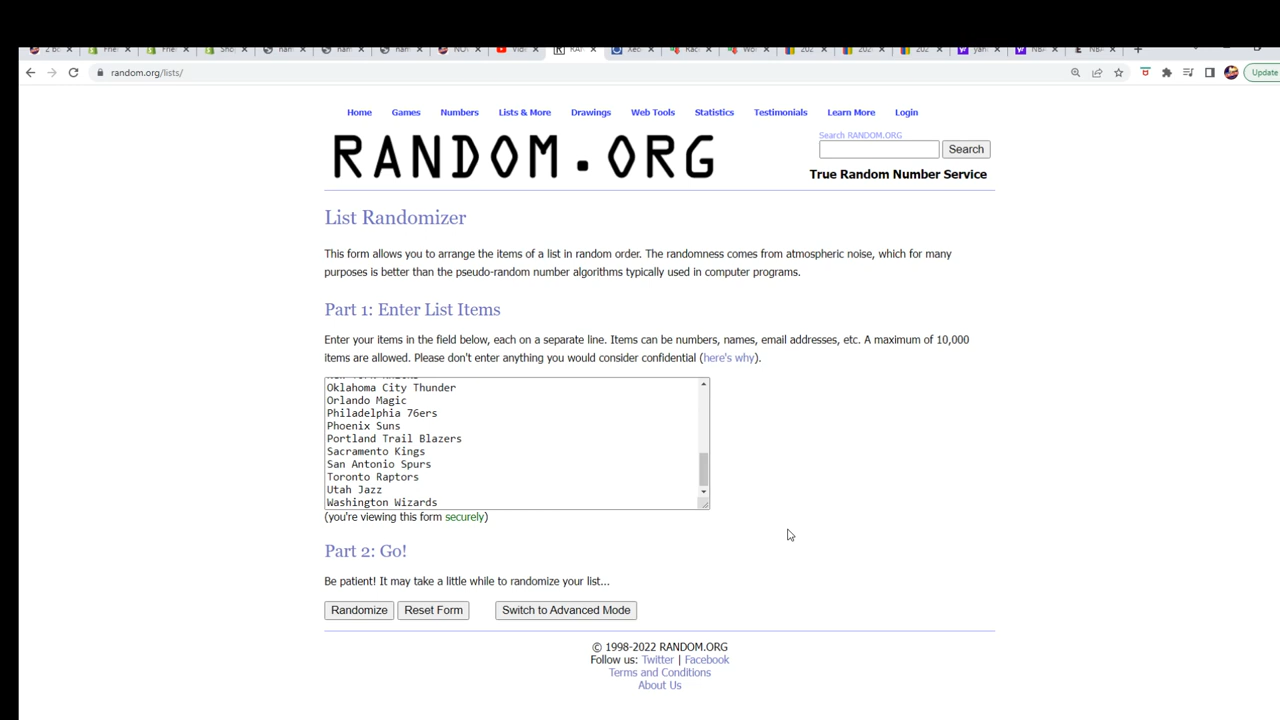 random.org/lists/
Update
Home Games Numbers Lists & More Drawings Web Tools Statistics Testimonials Learn More Login
RANDOM.ORG
Search RANDOM.ORG
Search
True Random Number Service
List Randomizer
This form allows you to arrange the items of a list in random order. The randomness comes from atmospheric noise, which for many
purposes is better than the pseudo-random number algorithms typically used in computer programs.
Part 1: Enter List Items
Enter your items in the field below, each on a separate line. Items can be numbers, names, email addresses, etc. A maximum of 10,000
items are allowed. Please don't enter anything you would consider confidential (here's why).
Oklahoma City Thunder
Orlando Magic
Philadelphia 76ers
Phoenix Suns
Portland Trail Blazers
Sacramento Kings
San Antonio Spurs
Toronto Raptors
Utah Jazz
Washington Wizards
(you're viewing this form securely)
Part 2: Go!
Be patient! It may take a little while to randomize your list...
Randomize Reset Form Switch to Advanced Mode
© 1998-2022 RANDOM.ORG
Follow us: Twitter | Facebook
Terms and Conditions
About Us